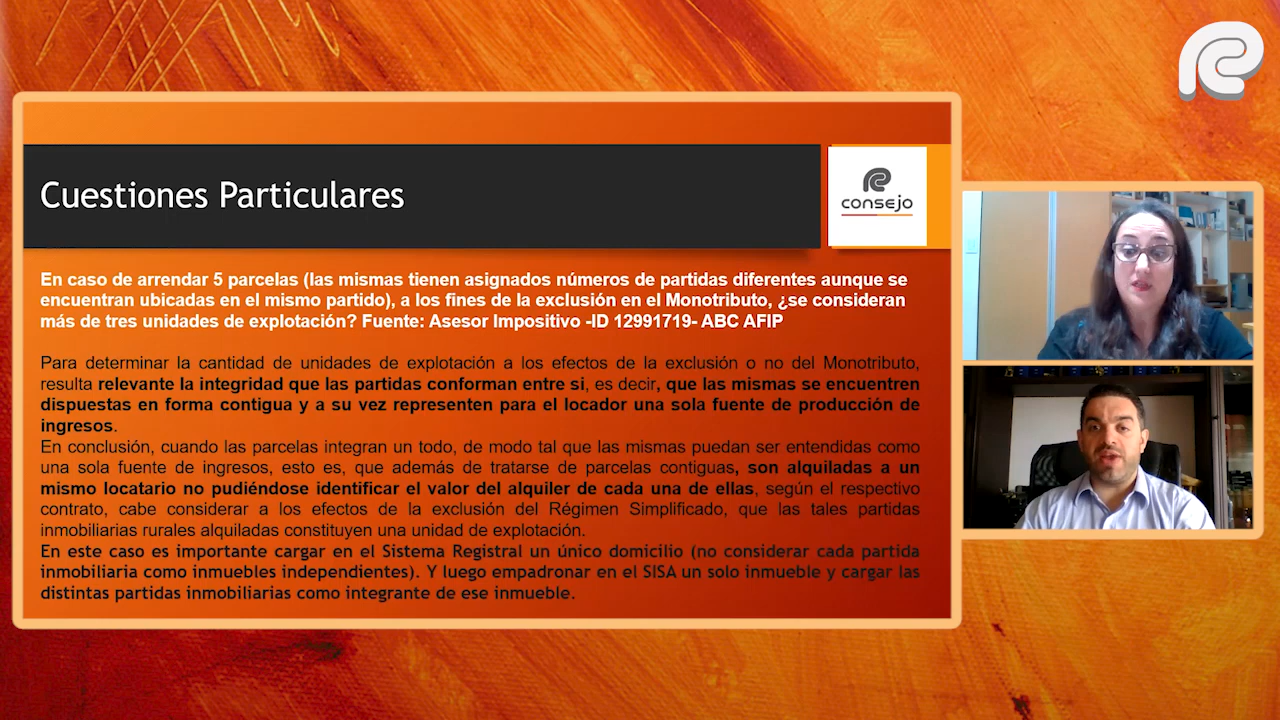 Cuestiones Particulares
consejo
En caso de arrendar 5 parcelas (las mismas tienen asignados números de partidas diferentes aunque se
encuentran ubicadas en el mismo partido), a los fines de la exclusión en el Monotributo, ¿se consideran
más de tres unidades de explotación? Fuente: Asesor Impositivo -ID 12991719- ABC AFIP
Para determinar la cantidad de unidades de explotación a los efectos de la exclusión o no del Monotributo,
resulta relevante la integridad que las partidas conforman entre si, es decir, que las mismas se encuentren
dispuestas en forma contigua y a su vez representen para el locador una sola fuente de producción de
ingresos.
En conclusión, cuando las parcelas integran un todo, de modo tal que las mismas puedan ser entendidas como
una sola fuente de ingresos, esto es, que además de tratarse de parcelas contiguas, son alquiladas a un
mismo locatario no pudiéndose identificar el valor del alquiler de cada una de ellas, según el respectivo
contrato, cabe considerar a los efectos de la exclusión del Régimen Simplificado, que las tales partidas
inmobiliarias rurales alquiladas constituyen una unidad de explotación.
En este caso es importante cargar en el Sistema Registral un único domicilio (no considerar cada partida
inmobiliaria como inmuebles independientes). Y luego empadronar en el SISA un solo inmueble y cargar las
distintas partidas inmobiliarias como integrante de ese inmueble.